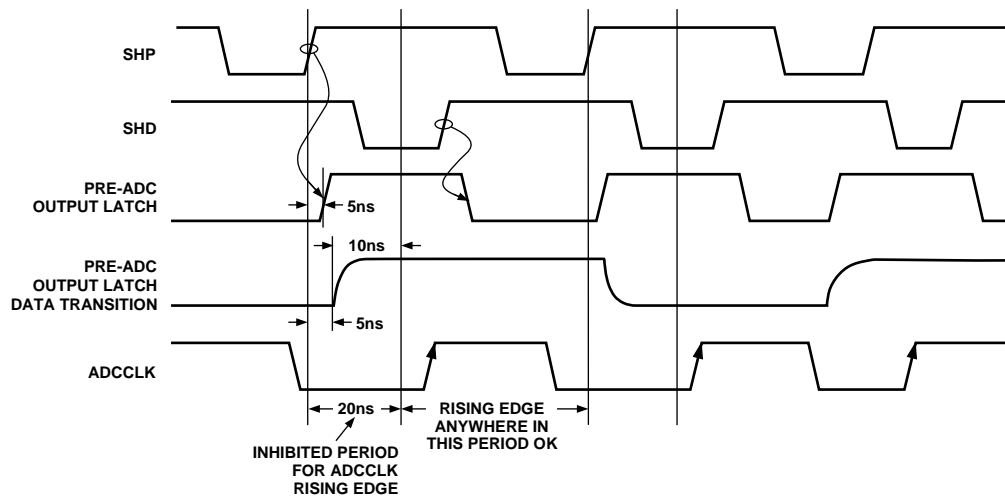 SHP
SHD
PRE-ADC
OUTPUT LATCH
5ns
10ns
PRE-ADC
OUTPUT LATCH
DATA TRANSITION
5ns
ADCCLK
20ns
RISING EDGE
ANYWHERE IN
THIS PERIOD OK
INHIBITED PERIOD
FOR ADCCLK
RISING EDGE